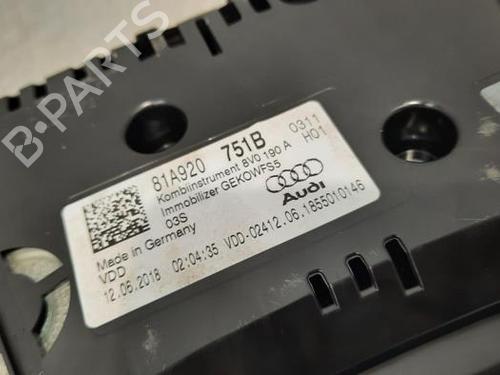 B-PARTS
81A920 751B 0311
Kombiinstrument 8V0 190 A H01
Immobilizer GEKOWFS5
03S
Made in Germany
VDD
12.06.2018 02:04:35 VDD-02412.06.1855010146
Audi